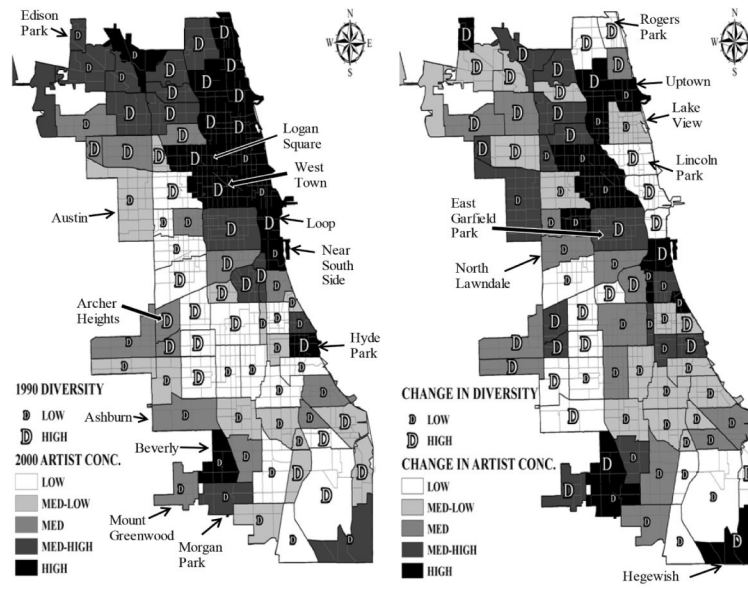 Edison
Park
N
W E
S
Logan
Square
West
Town
Austin
Loop
Near
South
Side
Archer
Heights
Hyde
Park
1990 DIVERSITY
D LOW
D HIGH
Ashburn
Beverly
2000 ARTIST CONC.
LOW
MED-LOW
MED
MED-HIGH
HIGH
Mount
Greenwood
Morgan
Park
Rogers
Park
N
W E
S
Uptown
Lake
View
Lincoln
Park
East
Garfield
Park
North
Lawndale
CHANGE IN DIVERSITY
D LOW
D HIGH
CHANGE IN ARTIST CONC.
LOW
MED-LOW
MED
MED-HIGH
HIGH
Hegewish